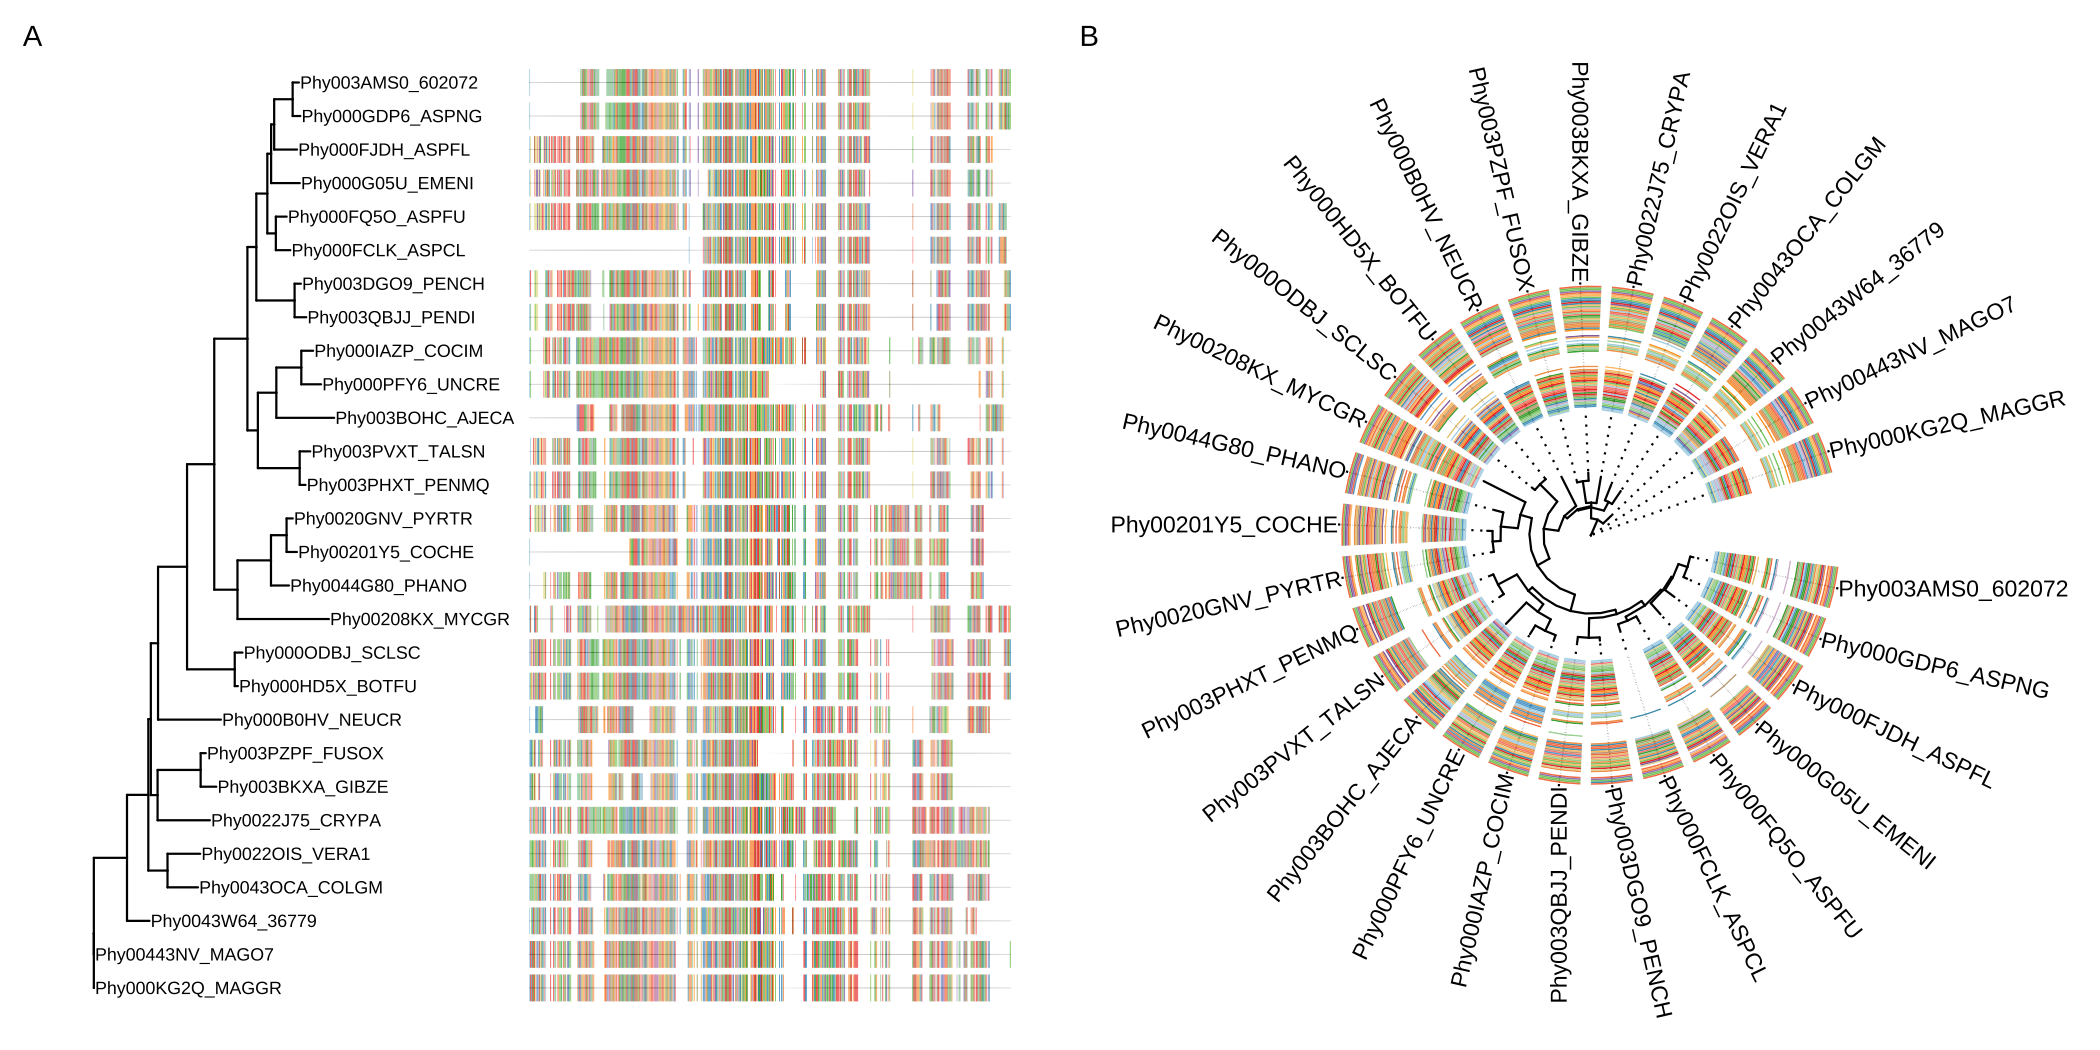 A
Phy003AMS0_602072
Phy000GDP6_ASPNG
Phy000FJDH_ASPFL
Phy000G05U_EMENI
Phy000FQ5O_ASPFU
Phy000FCLK_ASPCL
Phy003DGO9_PENCH
Phy003QBJJ_PENDI
Phy000IAZP_COCIM
Phy000PFY6_UNCRE
Phy003BOHC_AJECA
Phy003PVXT_TALSN
Phy003PHXT_PENMQ
Phy0020GNV_PYRTR
Phy00201Y5_COCHE
Phy0044G80_PHANO
Phy00208KX_MYCGR
Phy000ODBJ_SCLSC
Phy000HD5X_BOTFU
Phy000B0HV_NEUCR
Phy003PZPF_FUSOX
Phy003BKXA_GIBZE
Phy0022J75_CRYPA
Phy0022OIS_VERA1
Phy0043OCA_COLGM
Phy0043W64_36779
Phy00443NV_MAGO7
Phy000KG2Q_MAGGR
B
Phy003AMS0_602072
Phy000GDP6_ASPNG
Phy000FJDH_ASPFL
Phy000G05U_EMENI
Phy000FQ5O_ASPFU
Phy000FCLK_ASPCL
Phy003DGO9_PENCH
Phy003QBJJ_PENDI
Phy000IAZP_COCIM
Phy000PFY6_UNCRE
Phy003BOHC_AJECA
Phy003PVXT_TALSN
Phy003PHXT_PENMQ
Phy0020GNV_PYRTR
Phy00201Y5_COCHE
Phy0044G80_PHANO
Phy00208KX_MYCGR
Phy000ODBJ_SCLSC
Phy000HD5X_BOTFU
Phy000B0HV_NEUCR
Phy003PZPF_FUSOX
Phy003BKXA_GIBZE
Phy0022J75_CRYPA
Phy0022OIS_VERA1
Phy0043OCA_COLGM
Phy0043W64_36779
Phy00443NV_MAGO7
Phy000KG2Q_MAGGR